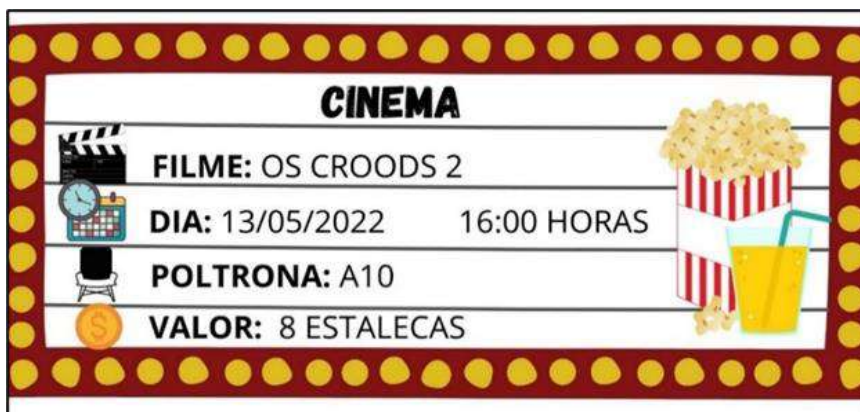 CINEMA
FILME: OS CROODS 2
DIA: 13/05/2022 16:00 HORAS
POLTRONA: A10
VALOR: 8 ESTALECAS